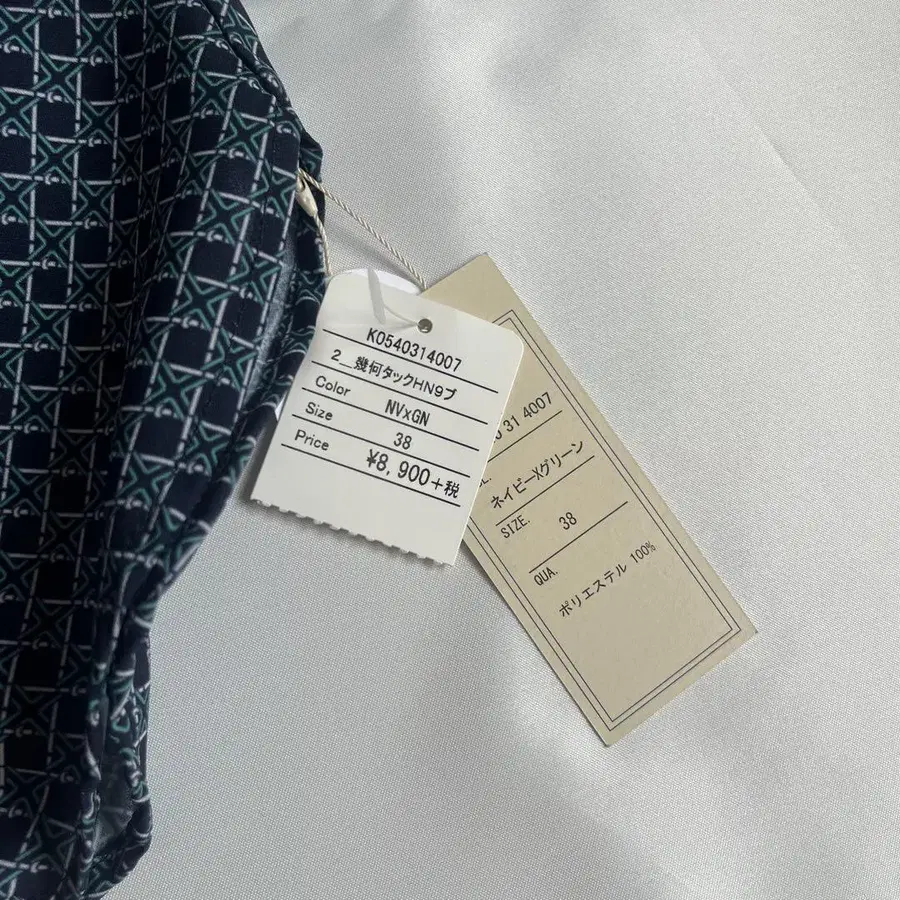 K0540314007
2_幾何タックHN9ブ
Color NVxGN
Size 38
Price ¥8,900+税
0 31 4007
ネイビーXグリーン
SIZE. 38
QUA.
ポリエステル 100%